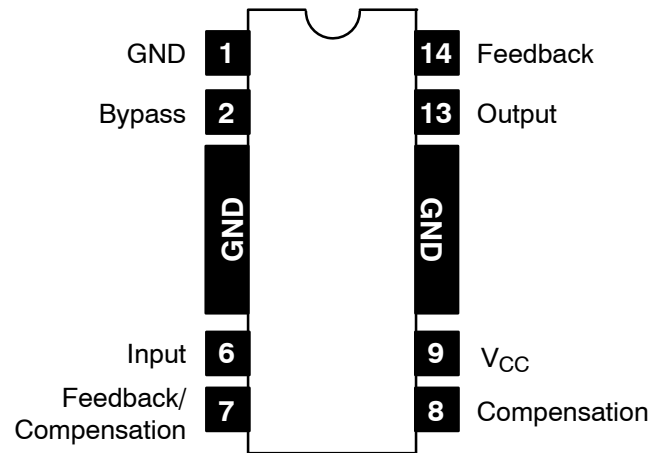 GND 1 14 Feedback
Bypass 2 13 Output
GND GND
Input 6 9 VCC
Feedback/
Compensation 7 8 Compensation